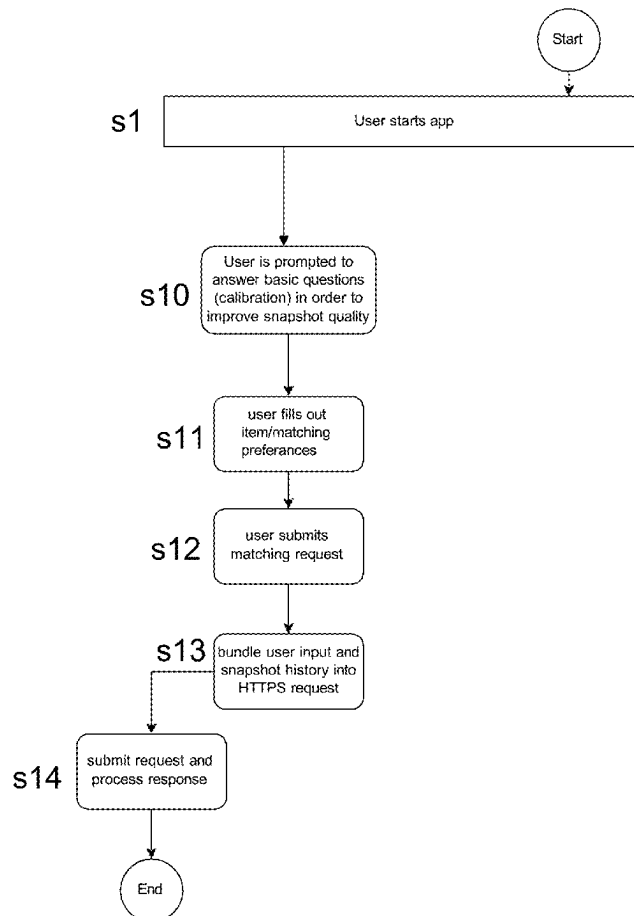 Start
s1
User starts app
s10
User is prompted to
answer basic questions
(calibration) in order to
improve snapshot quality
s11
user fills out
item/matching
preferances
s12
user submits
matching request
s13
bundle user input and
snapshot history into
HTTPS request
s14
submit request and
process response
End